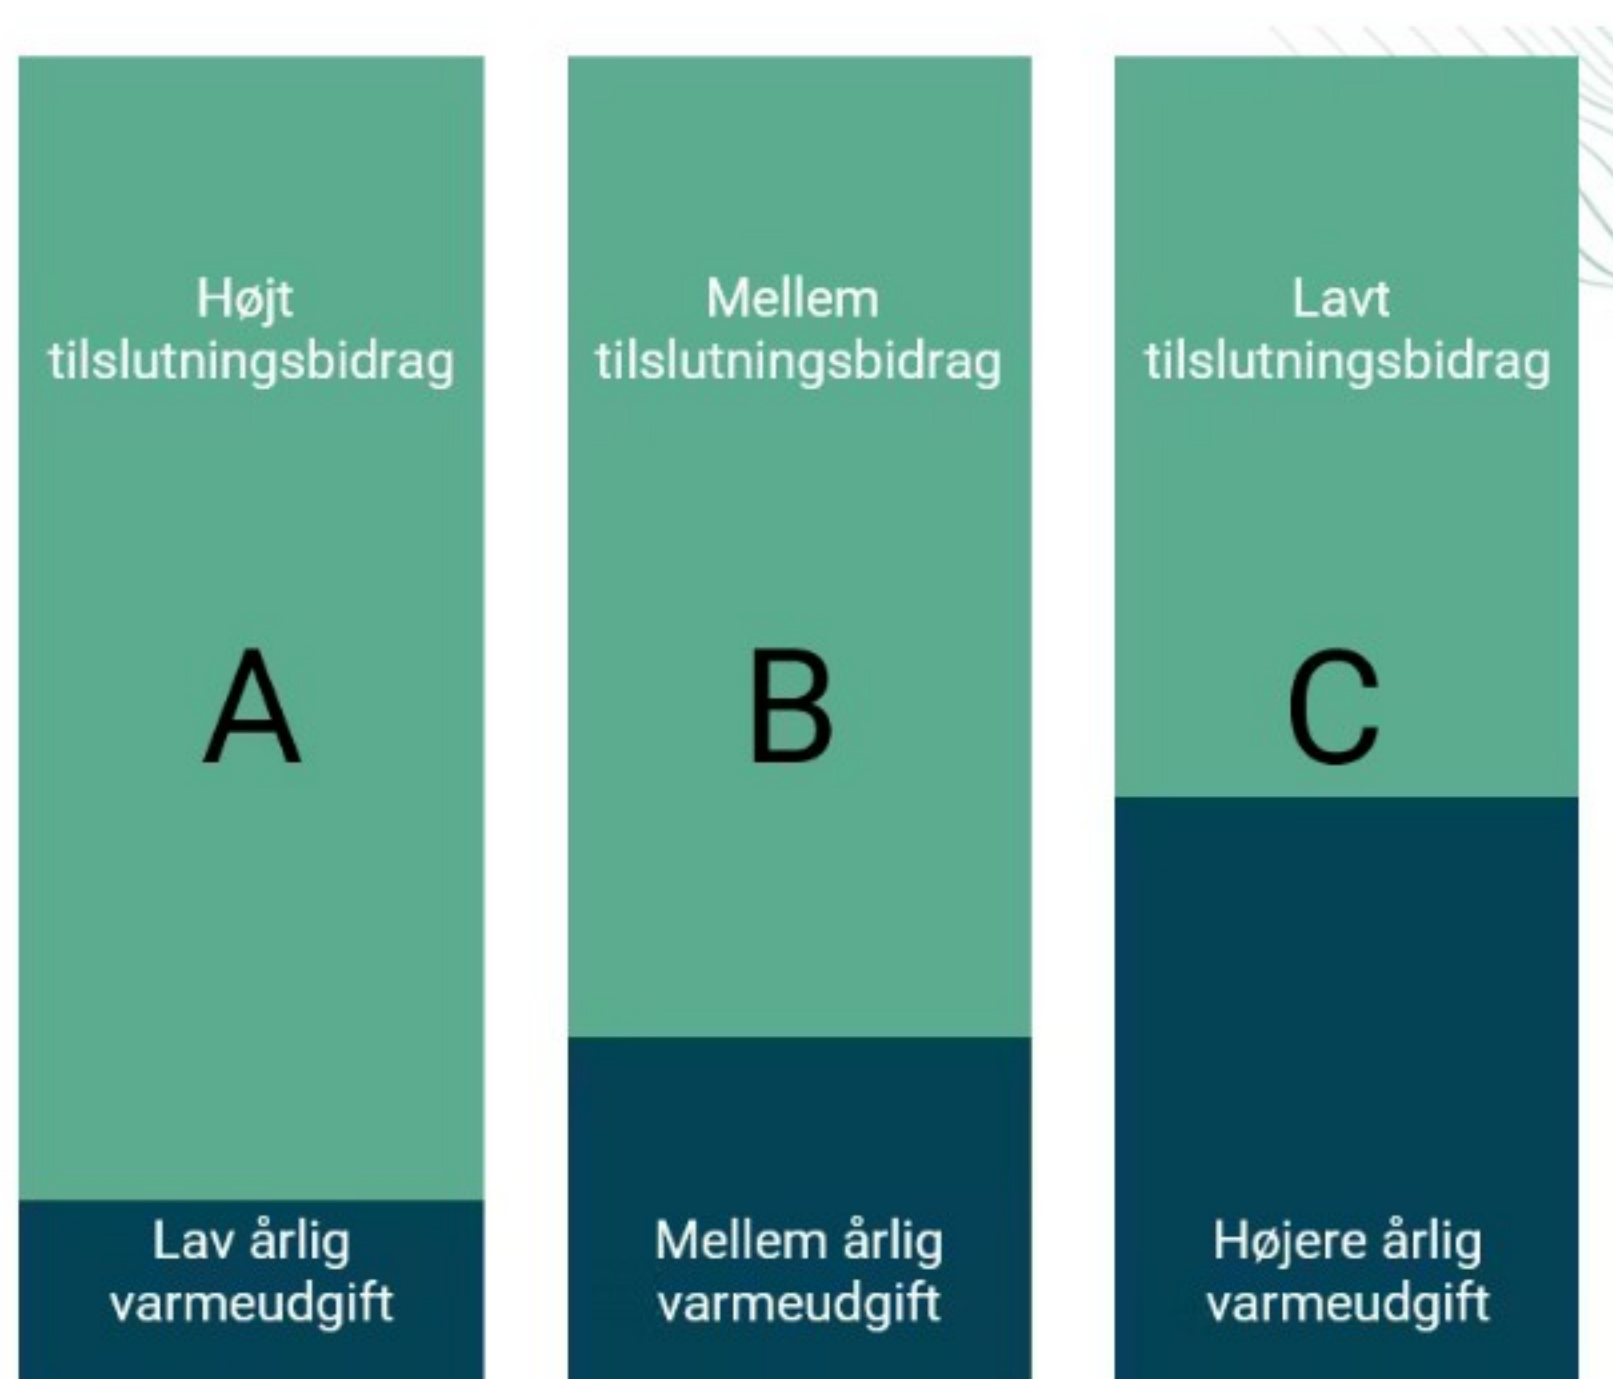 Højt
tilslutningsbidrag
A
Lav årlig
varmeudgift
Mellem
tilslutningsbidrag
B
Mellem årlig
varmeudgift
Lavt
tilslutningsbidrag
C
Højere årlig
varmeudgift